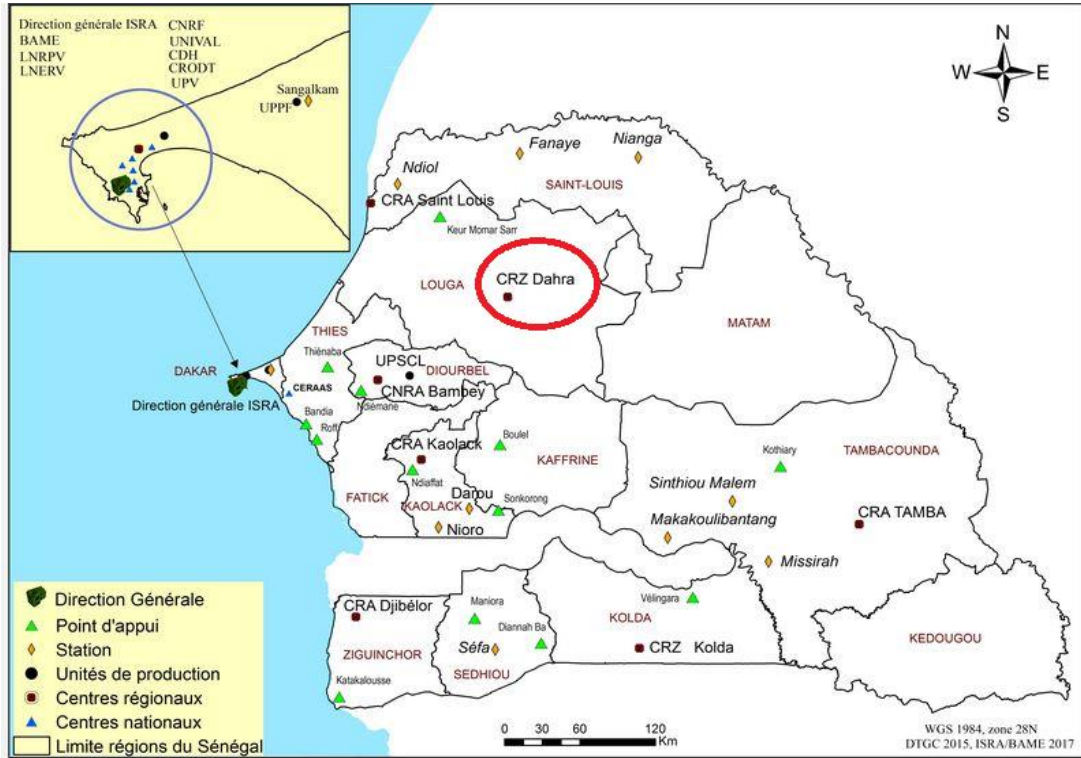 Direction générale ISRA
BAME
LNRPV
LNERV
CNRF
UNIVAL
CDH
CRODT
UPV
Sangalkam
UPPF
N
W E
S
Fanaye
Nianga
Ndiol
SAINT-LOUIS
CRA Saint Louis
Keur Momar Sarr
CRZ Dahra
LOUGA
MATAM
THIES
Thiénaba
UPSCL
DAKAR
DIOURBEL
CERAAS
CNRA Bambey
Direction générale ISRA
Ndiémane
Bandia
Roff
CRA Kaolack
Boulel
KAFFRINE
Kothiary
TAMBACOUNDA
Ndiaffat
Sinthiou Malem
FATICK
KAOLACK
Darou
Sonkorong
CRA TAMBA
Nioro
Makakoulibantang
Missirah
CRA Djibélor
Maniora
Vélingara
Diannah Ba
KOLDA
KEDOUGOU
Séfa
CRZ Kolda
ZIGUINCHOR
SEDHIOU
Katakalousse
Direction Générale
Point d'appui
Station
Unités de production
Centres régionaux
Centres nationaux
Limite régions du Sénégal
0 30 60 120
Km
WGS 1984, zone 28N
DTGC 2015, ISRA/BAME 2017